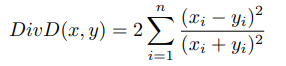 DivD(x, y) = 2 \sum_{i=1}^{n} \frac{(x_i - y_i)^2}{(x_i + y_i)^2}